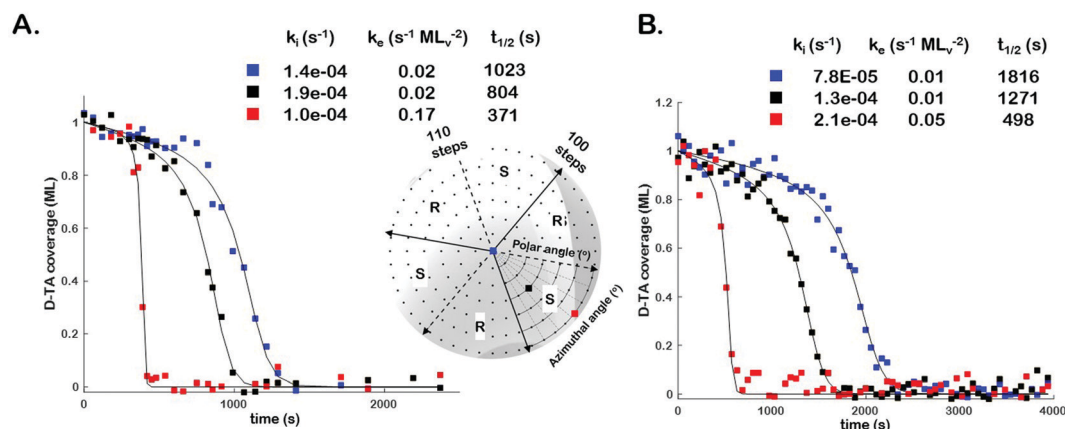 A.
kᵢ (s⁻¹) kₑ (s⁻¹ MLᵥ⁻²) t₁/₂ (s)
1.4e-04 0.02 1023
1.9e-04 0.02 804
1.0e-04 0.17 371
D-TA coverage (ML)
1
0.8
0.6
0.4
0.2
0
0 1000 2000
time (s)
110 steps
100 steps
S
R
R
S
S
R
Polar angle (°)
Azimuthal angle (°)
B.
kᵢ (s⁻¹) kₑ (s⁻¹ MLᵥ⁻²) t₁/₂ (s)
7.8E-05 0.01 1816
1.3e-04 0.01 1271
2.1e-04 0.05 498
D-TA coverage (ML)
1.2
1
0.8
0.6
0.4
0.2
0
0 1000 2000 3000 4000
time (s)